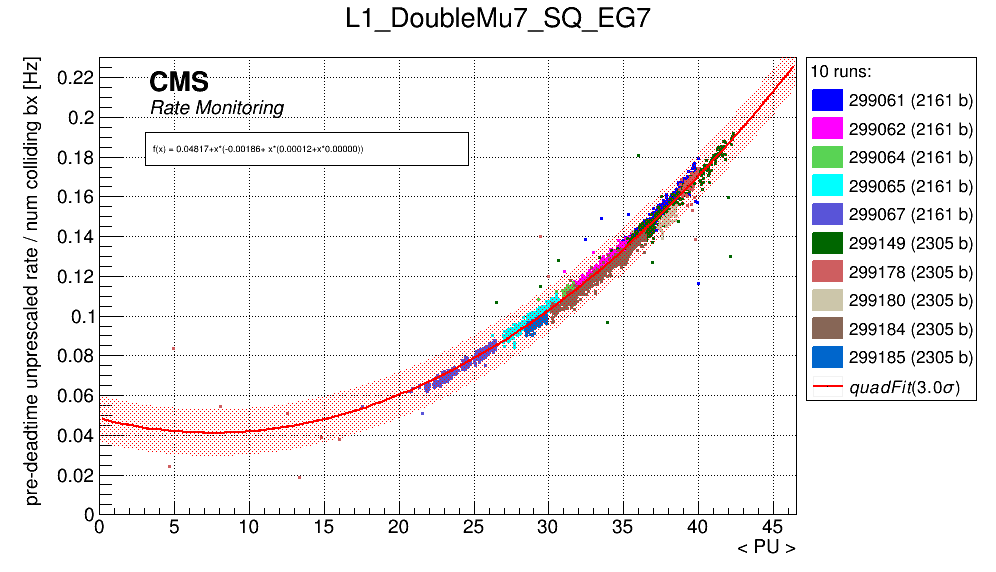 L1_DoubleMu7_SQ_EG7
pre-deadtime unprescaled rate / num colliding bx [Hz]
CMS
Rate Monitoring
f(x) = 0.04817+x*(-0.00186+ x*(0.00012+x*0.00000))
0.22
0.2
0.18
0.16
0.14
0.12
0.1
0.08
0.06
0.04
0.02
0
0 5 10 15 20 25 30 35 40 45
< PU >
10 runs:
299061 (2161 b)
299062 (2161 b)
299064 (2161 b)
299065 (2161 b)
299067 (2161 b)
299149 (2305 b)
299178 (2305 b)
299180 (2305 b)
299184 (2305 b)
299185 (2305 b)
quadFit(3.0σ)